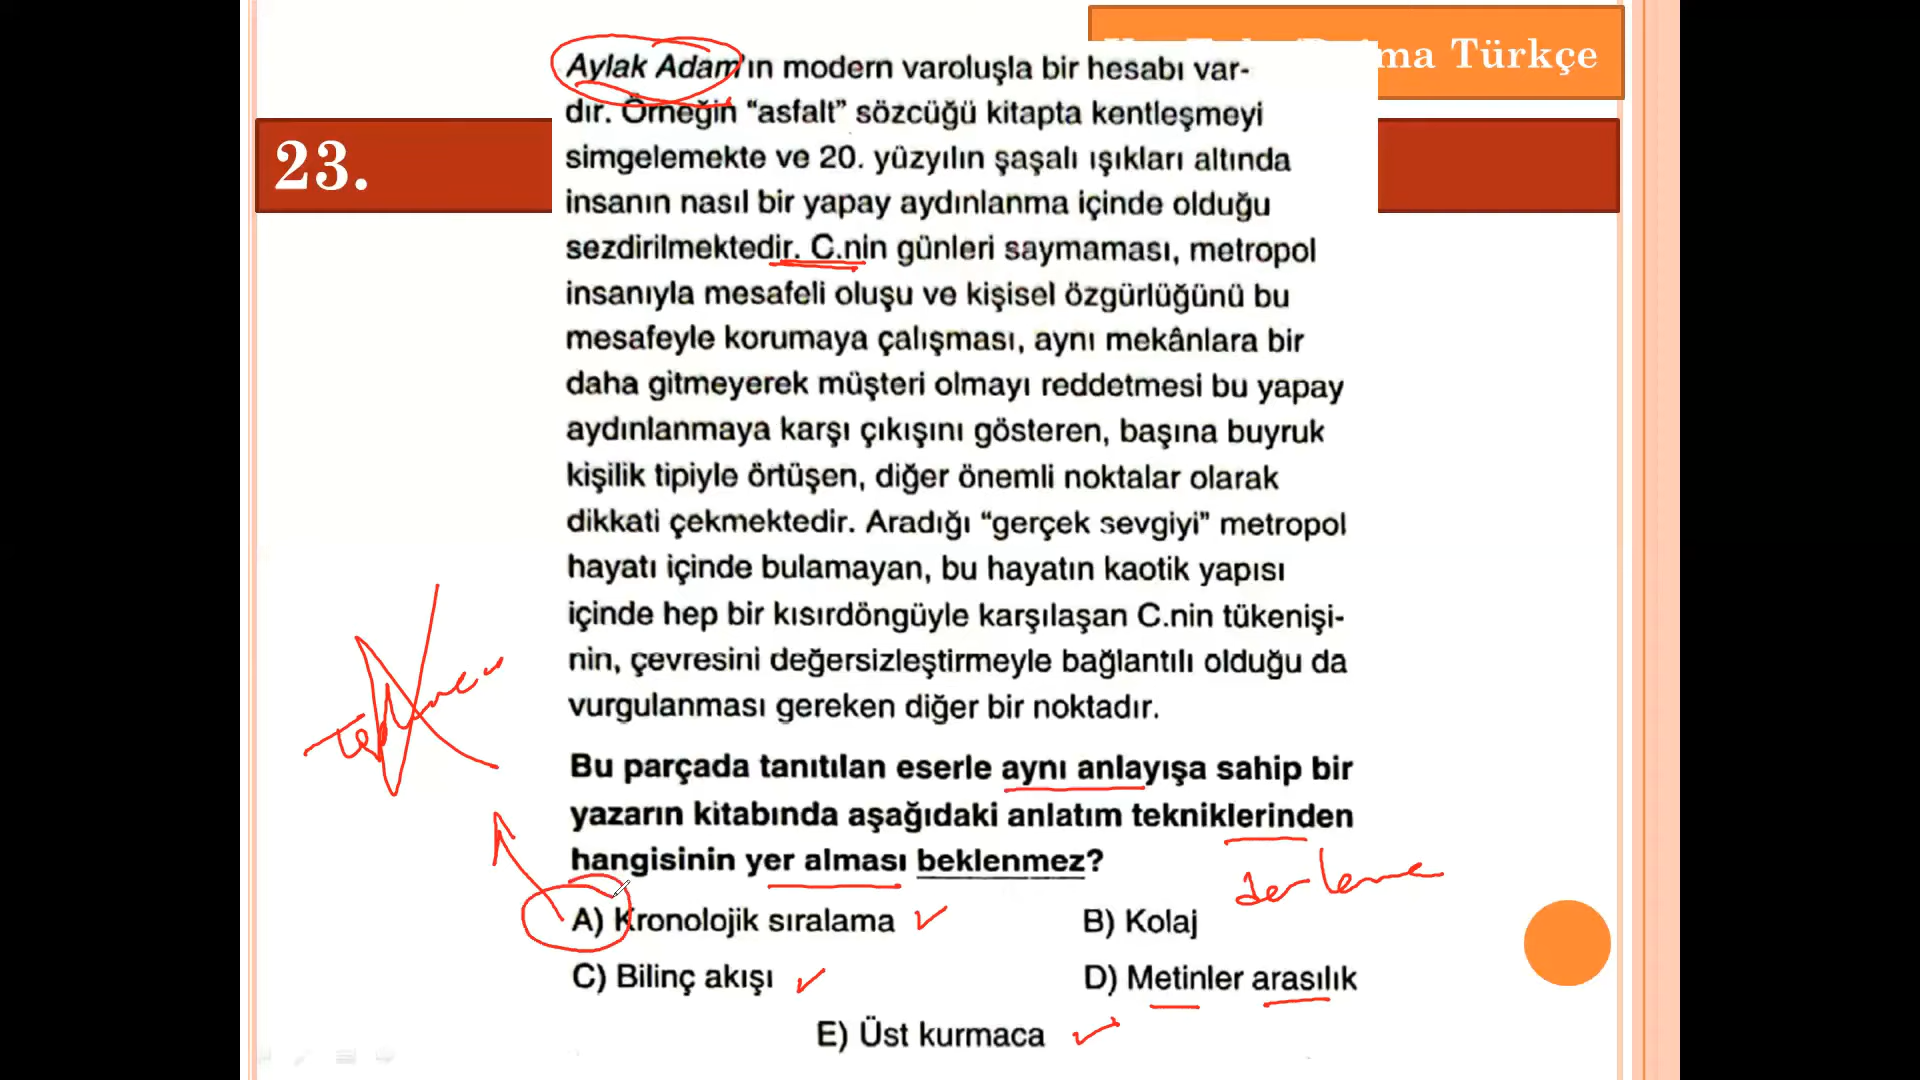 ma Türkçe
23.
Aylak Adam'ın modern varoluşla bir hesabı var-
dır. Örneğin “asfalt” sözcüğü kitapta kentleşmeyi
simgelemekte ve 20. yüzyılın şaşalı ışıkları altında
insanın nasıl bir yapay aydınlanma içinde olduğu
sezdirilmektedir. C.nin günleri saymaması, metropol
insanıyla mesafeli oluşu ve kişisel özgürlüğünü bu
mesafeyle korumaya çalışması, aynı mekânlara bir
daha gitmeyerek müşteri olmayı reddetmesi bu yapay
aydınlanmaya karşı çıkışını gösteren, başına buyruk
kişilik tipiyle örtüşen, diğer önemli noktalar olarak
dikkati çekmektedir. Aradığı “gerçek sevgiyi” metropol
hayatı içinde bulamayan, bu hayatın kaotik yapısı
içinde hep bir kısırdöngüyle karşılaşan C.nin tükenişi-
nin, çevresini değersizleştirmeyle bağlantılı olduğu da
vurgulanması gereken diğer bir noktadır.
Bu parçada tanıtılan eserle aynı anlayışa sahip bir
yazarın kitabında aşağıdaki anlatım tekniklerinden
hangisinin yer alması beklenmez?
derleme
A) Kronolojik sıralama
B) Kolaj
C) Bilinç akışı
D) Metinler arasılık
E) Üst kurmaca